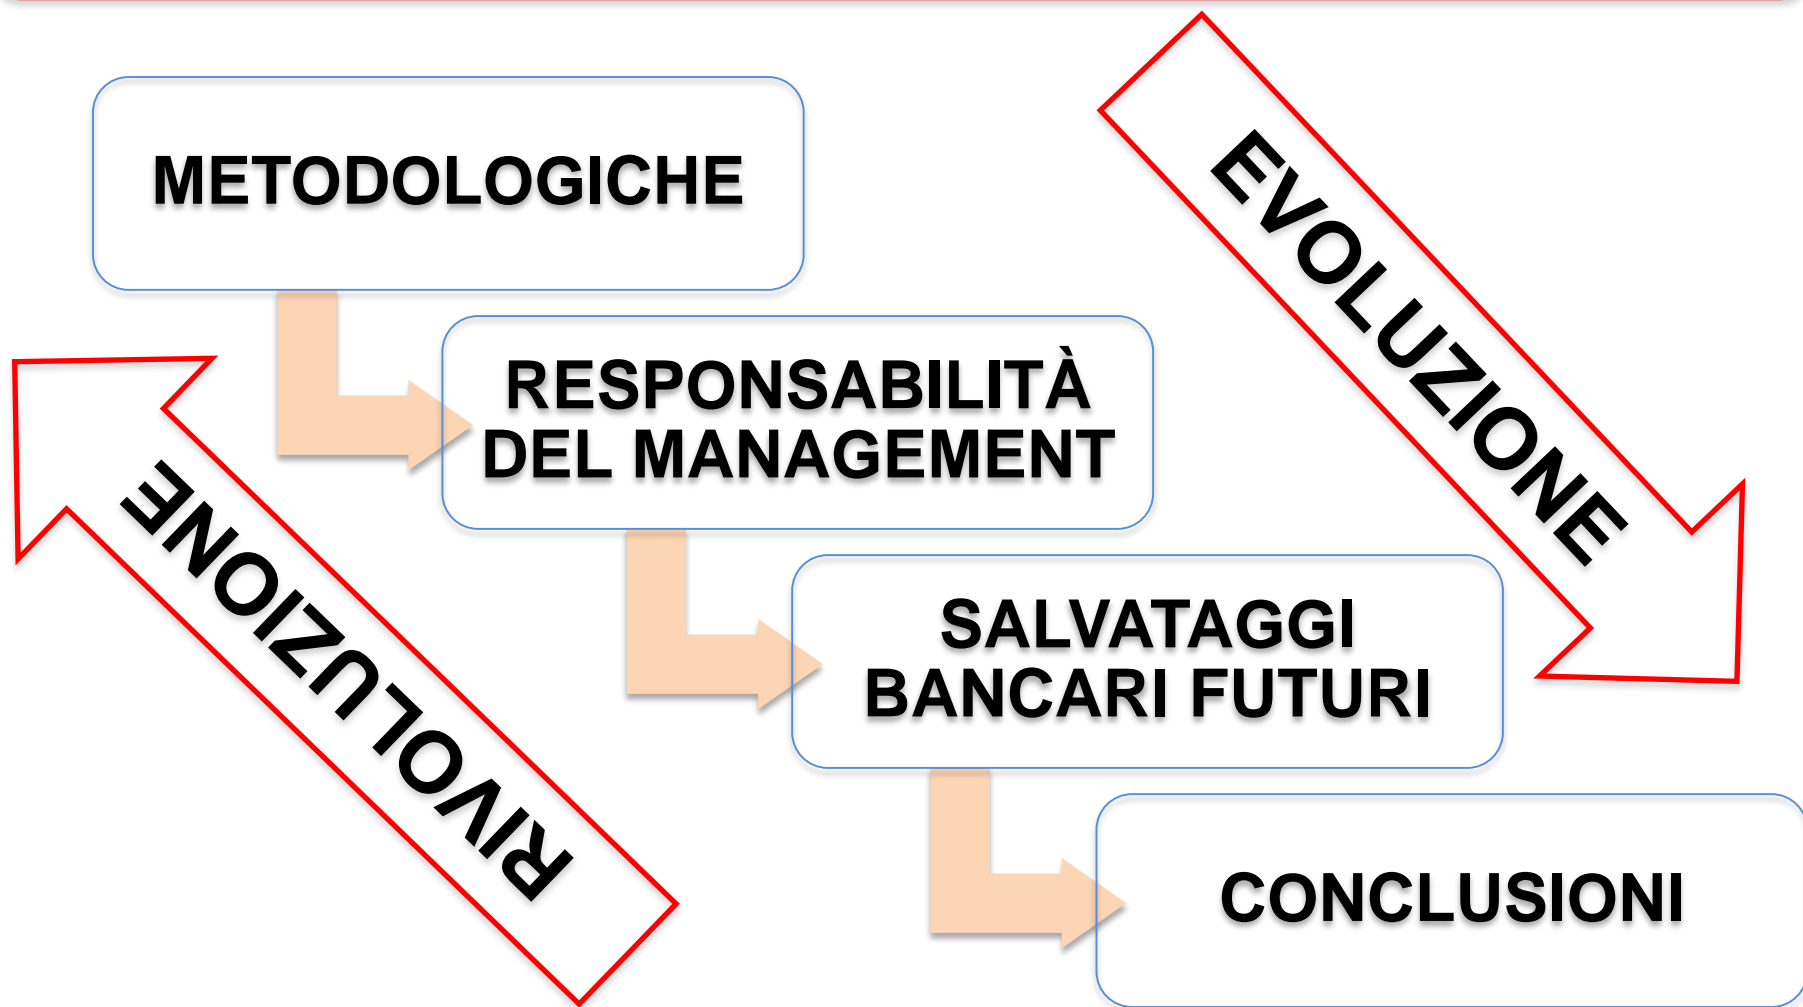 METODOLOGICHE
EVOLUZIONE
RESPONSABILITÀ
DEL MANAGEMENT
RIVOLUZIONE
SALVATAGGI
BANCARI FUTURI
CONCLUSIONI